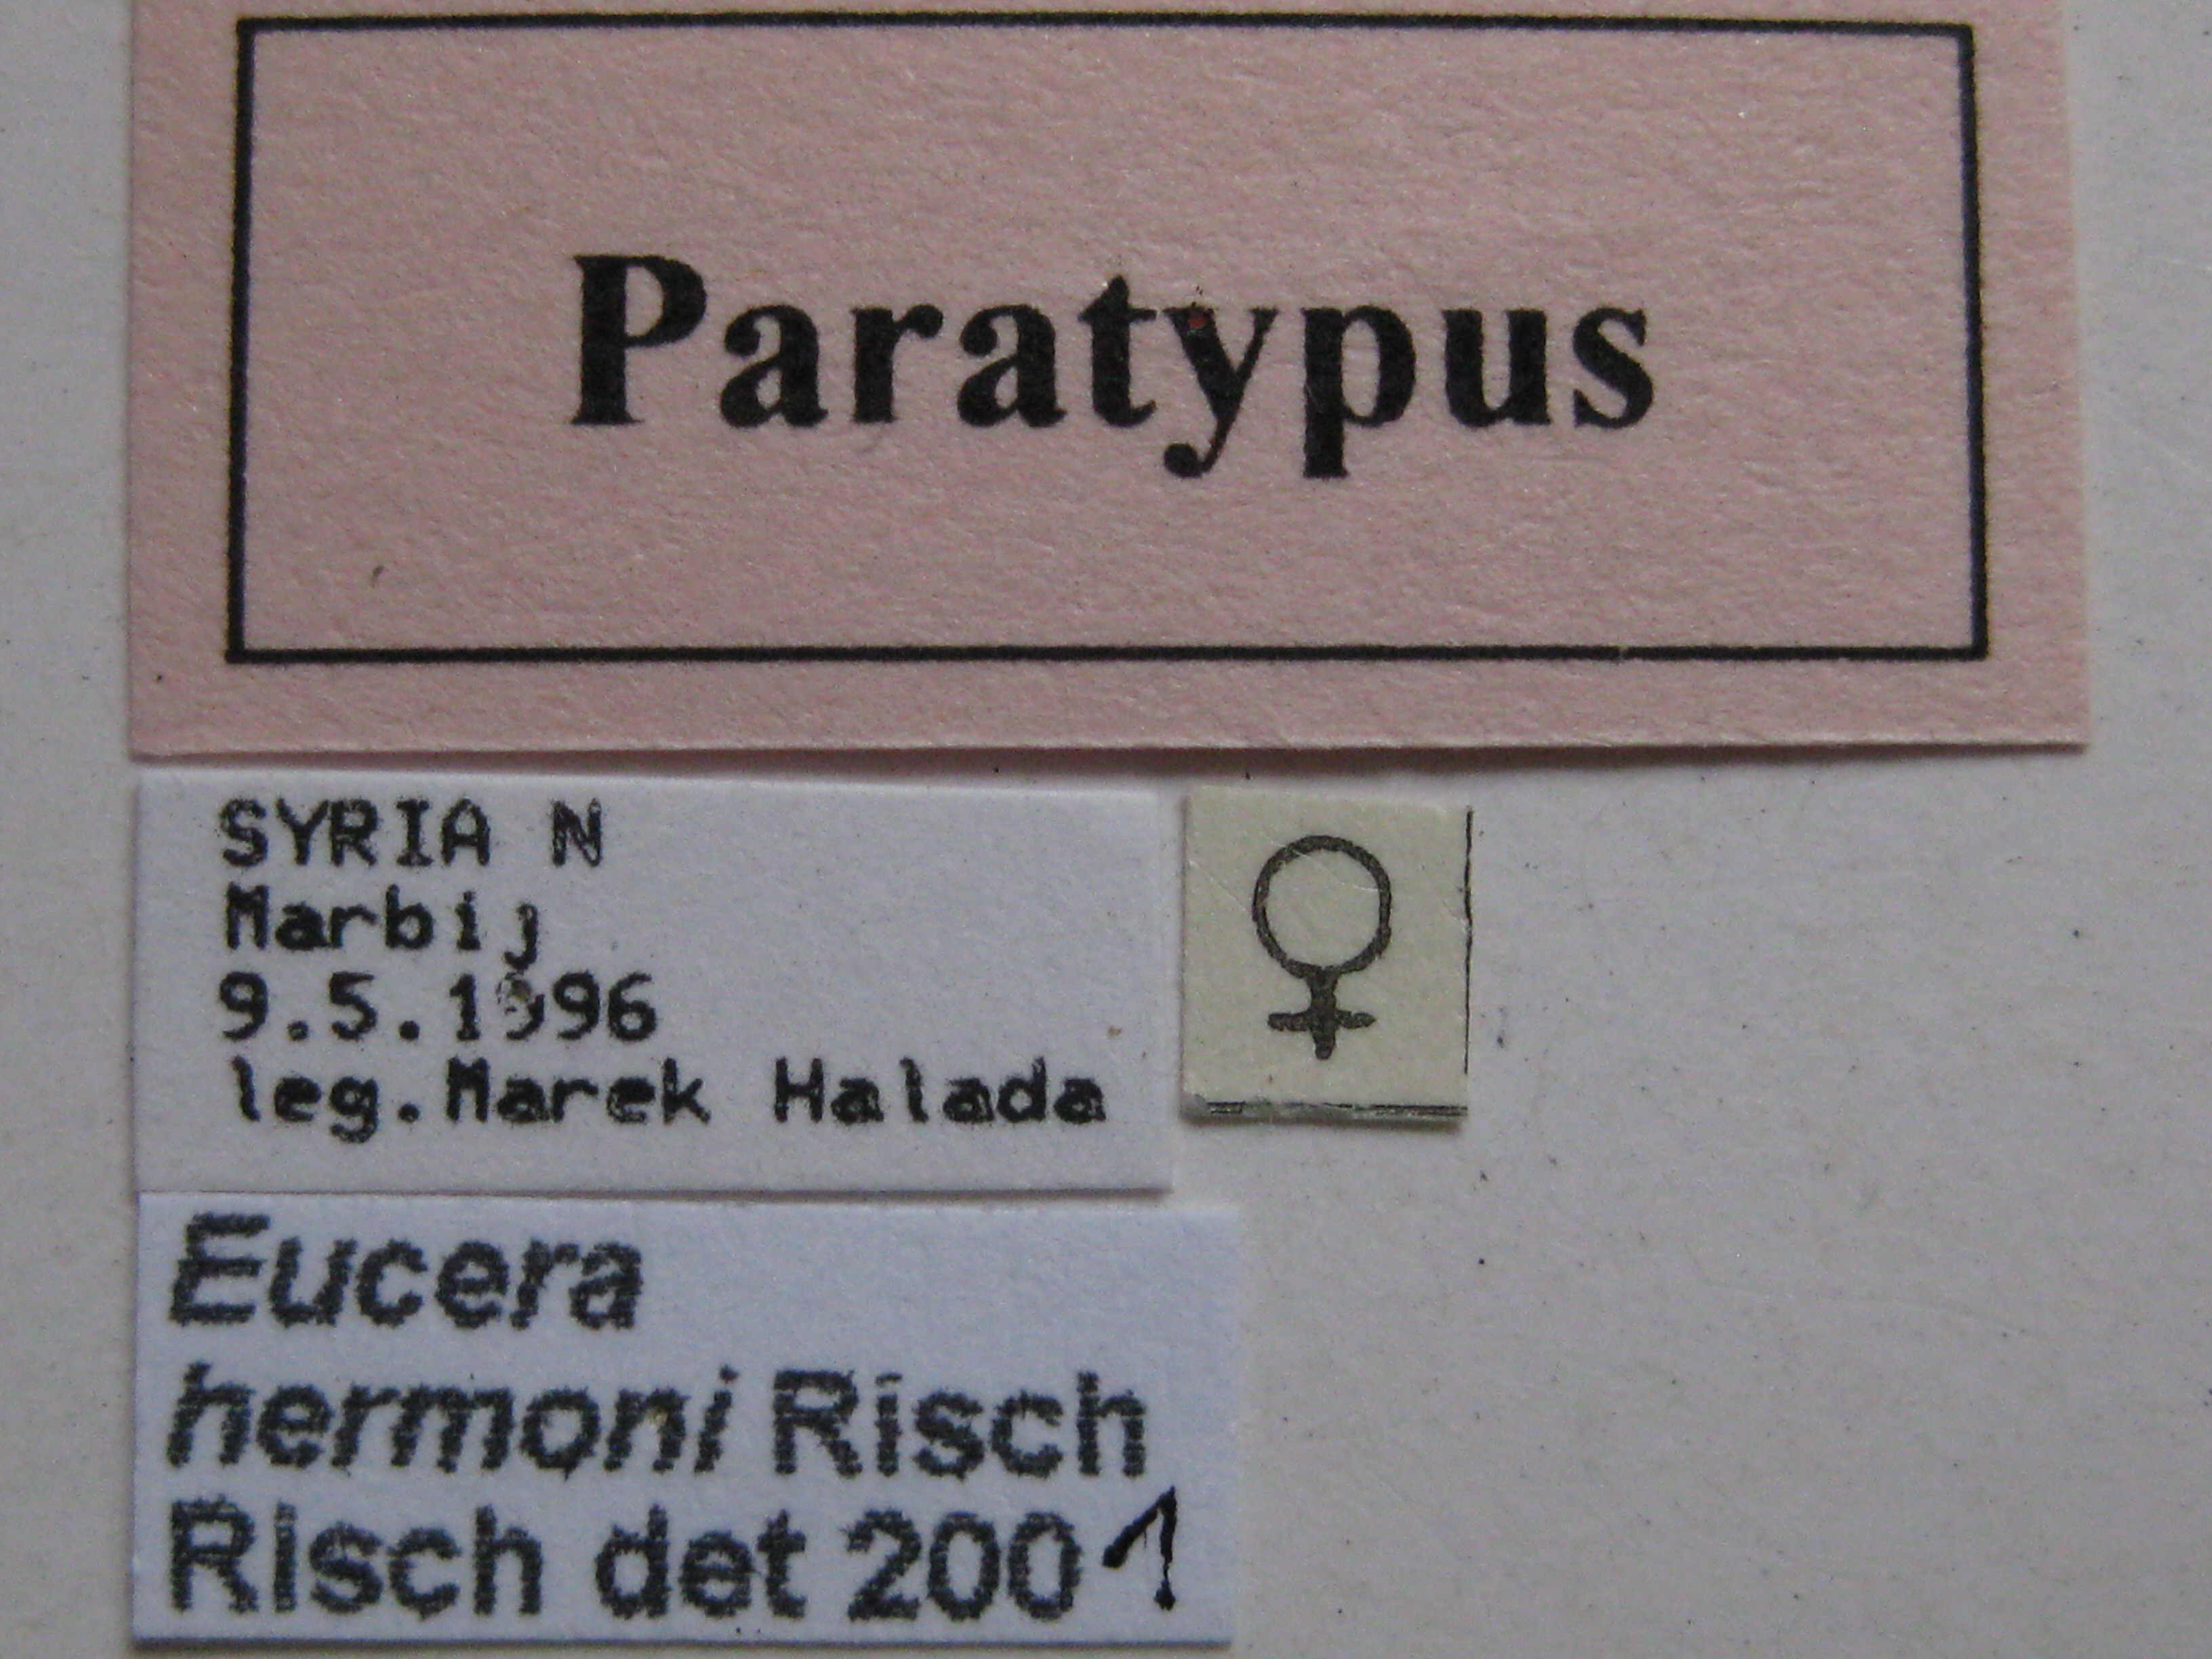 Paratypus
SYRIA N
Marbij
9.5.1996
leg.Marek Halada
♀
Eucera
hermoni Risch
Risch det 2001